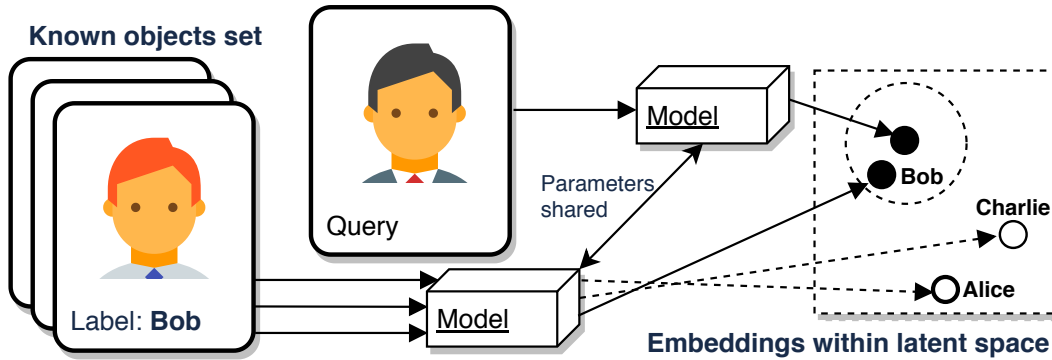 Known objects set
Label: Bob
Query
Model
Parameters
shared
Model
Bob
Charlie
Alice
Embeddings within latent space